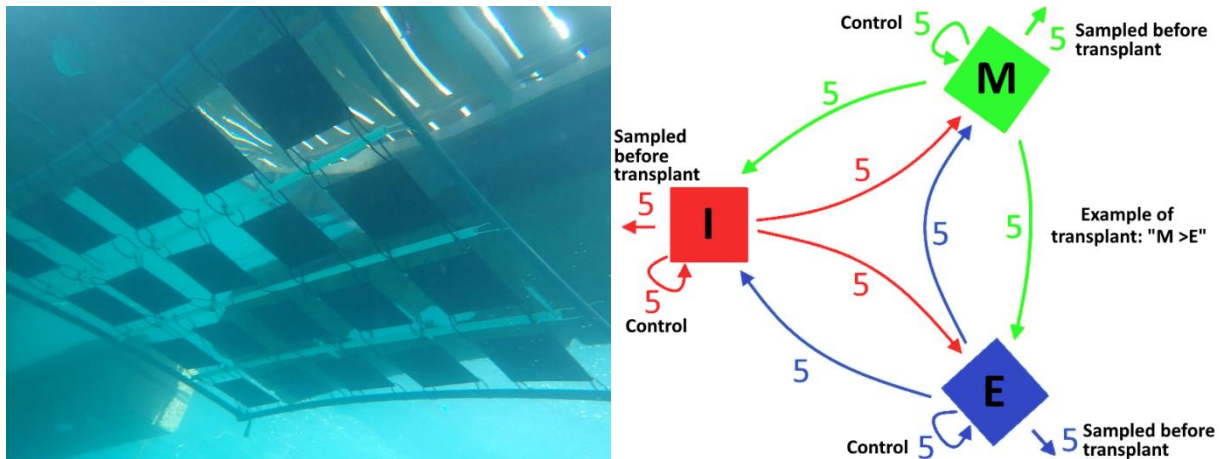 Control
5
5
Sampled before
transplant
M
5
Sampled
before
transplant
5
5
I
5
Control
5
5
5
Example of
transplant: "M >E"
5
5
E
Control
5
5
Sampled before
transplant